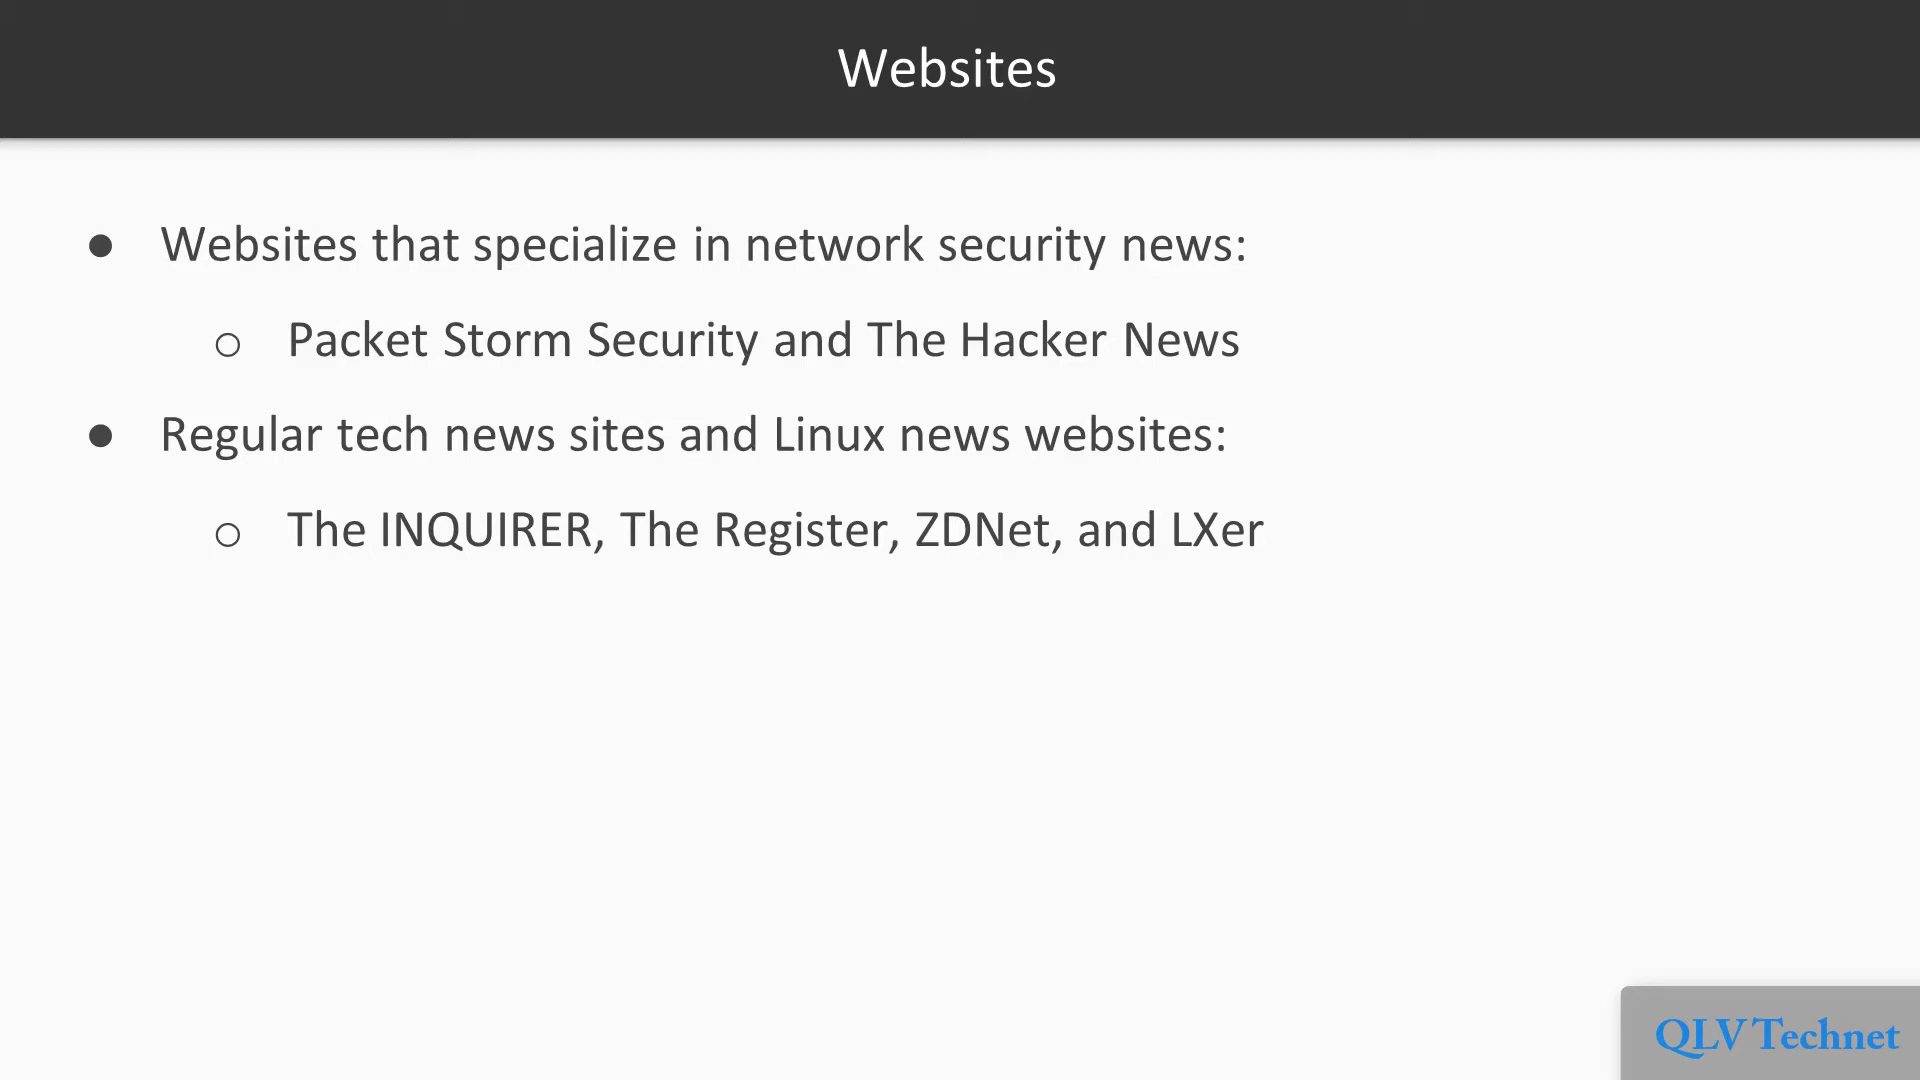 Websites
● Websites that specialize in network security news:
○ Packet Storm Security and The Hacker News
● Regular tech news sites and Linux news websites:
○ The INQUIRER, The Register, ZDNet, and LXer
QLV Technet